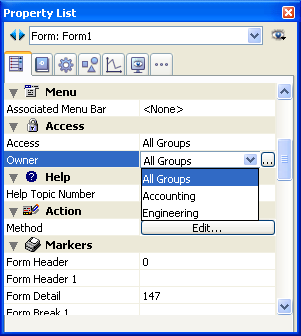 Property List
Form: Form1
Menu
Associated Menu Bar <None>
Access
Access All Groups
Owner All Groups ...
All Groups
Help
Accounting
Help Topic Number
Engineering
Action
Method Edit...
Markers
Form Header 0
Form Header 1
Form Detail 147
Form Break 1